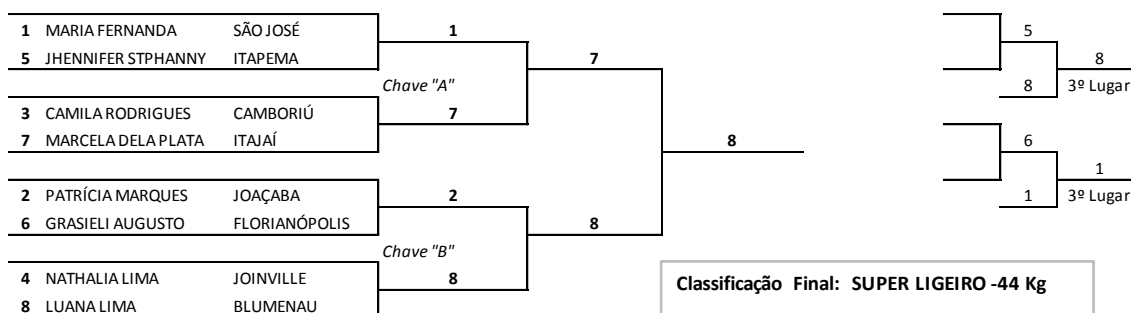 1 MARIA FERNANDA SÃO JOSÉ 1 5
5 JHENNIFER STPHANNY ITAPEMA 7 8
Chave "A" 8 3º Lugar
3 CAMILA RODRIGUES CAMBORIÚ 7
7 MARCELA DELA PLATA ITAJAÍ 8 6
1
2 PATRÍCIA MARQUES JOAÇABA 2 1 3º Lugar
6 GRASIELI AUGUSTO FLORIANÓPOLIS 8
Chave "B"
4 NATHALIA LIMA JOINVILLE 8 Classificação Final: SUPER LIGEIRO -44 Kg
8 LUANA LIMA BLUMENAU